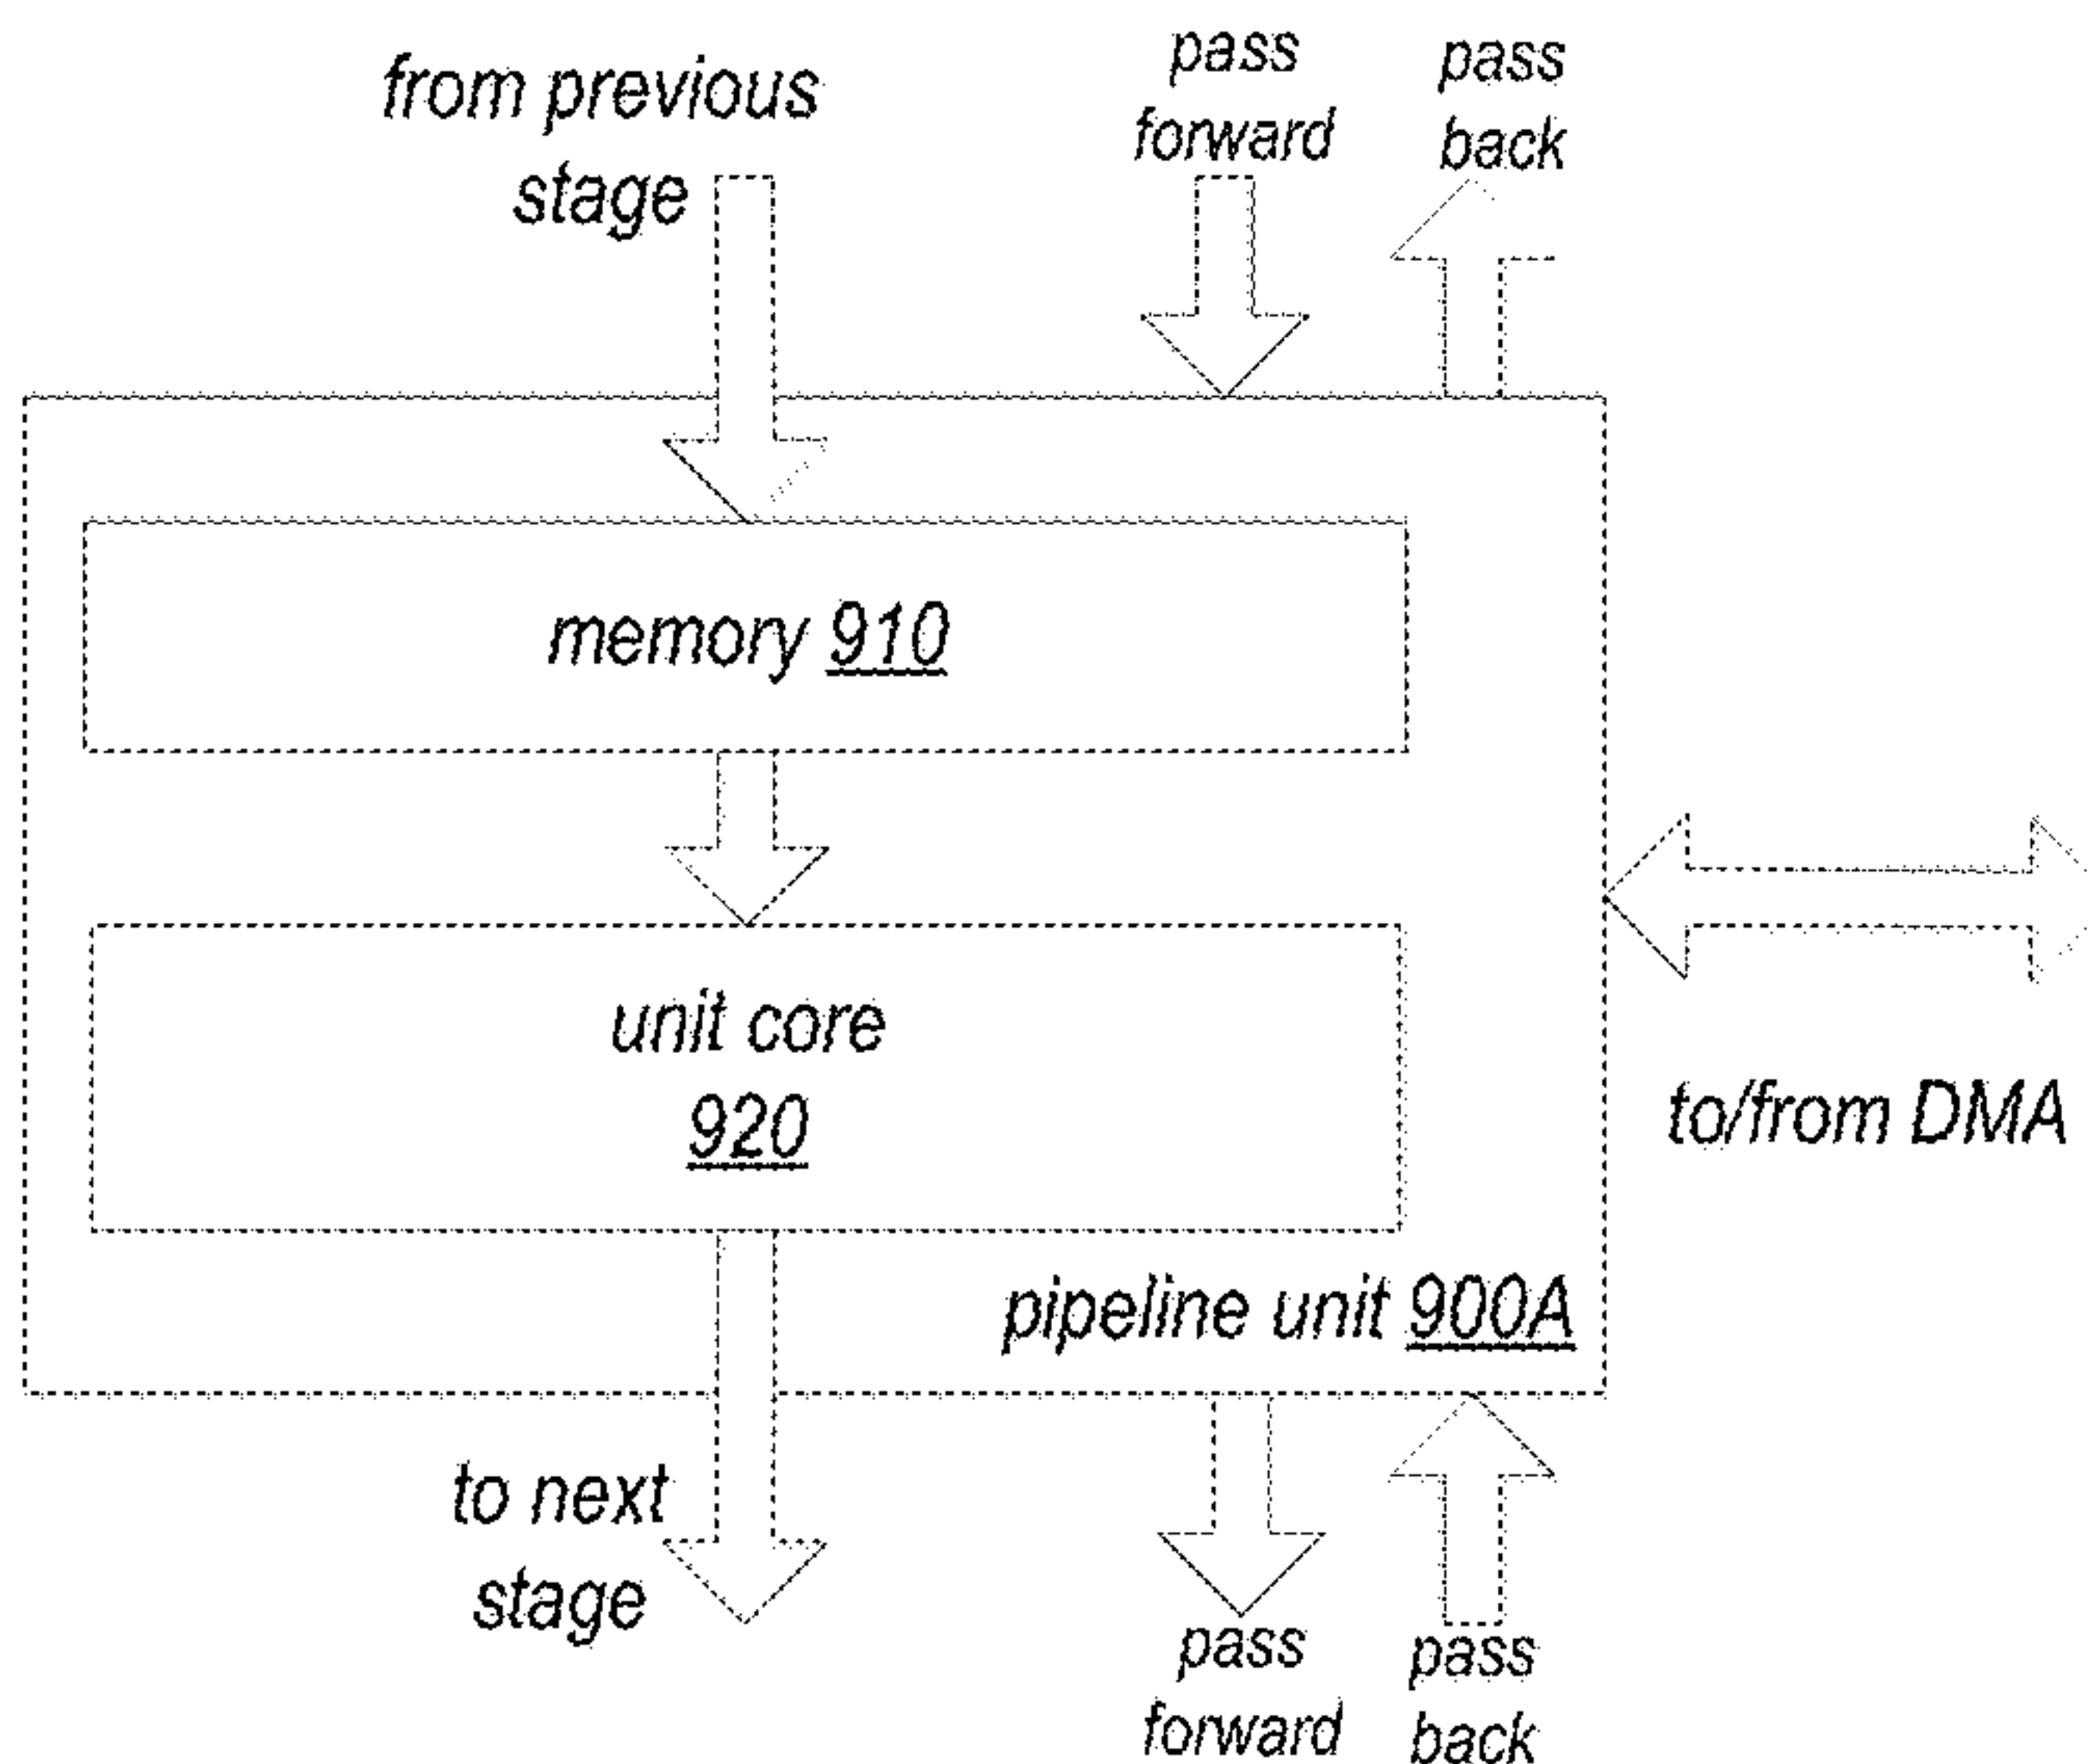 from previous
stage
pass
forward
pass
back
memory 910
unit core
920
to/from DMA
pipeline unit 900A
to next
stage
pass
forward
pass
back